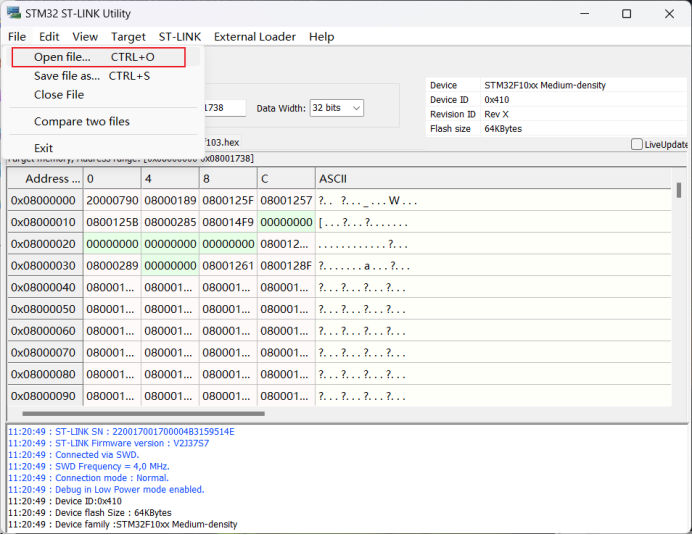 STM32 ST-LINK Utility
File Edit View Target ST-LINK External Loader Help
Open file... CTRL+O
Save file as... CTRL+S
Close File
Compare two files
Exit
1738 Data Width: 32 bits
Device STM32F10xx Medium-density
Device ID 0x410
Revision ID Rev X
Flash size 64KBytes
LiveUpdate
103.hex
Target memory, Address range: [0x08000000 0x08001738]
Address ... 0 4 8 C ASCII
0x08000000 20000790 08000189 0800125F 08001257 ?.. ?..._...W...
0x08000010 0800125B 08000285 080014F9 00000000 [...?...?.......
0x08000020 00000000 00000000 00000000 080012... ............?...
0x08000030 08000289 00000000 08001261 0800128F ?.......a...?...
0x08000040 080001... 080001... 080001... 080001... ?...?...?...?...
0x08000050 080001... 080001... 080001... 080001... ?...?...?...?...
0x08000060 080001... 080001... 080001... 080001... ?...?...?...?...
0x08000070 080001... 080001... 080001... 080001... ?...?...?...?...
0x08000080 080001... 080001... 080001... 080001... ?...?...?...?...
0x08000090 080001... 080001... 080001... 080001... ?...?...?...?...
11:20:49 : ST-LINK SN : 22001700170000483159514E
11:20:49 : ST-LINK Firmware version : V2J37S7
11:20:49 : Connected via SWD.
11:20:49 : SWD Frequency = 4,0 MHz.
11:20:49 : Connection mode : Normal.
11:20:49 : Debug in Low Power mode enabled.
11:20:49 : Device ID:0x410
11:20:49 : Device flash Size : 64KBytes
11:20:49 : Device family :STM32F10xx Medium-density